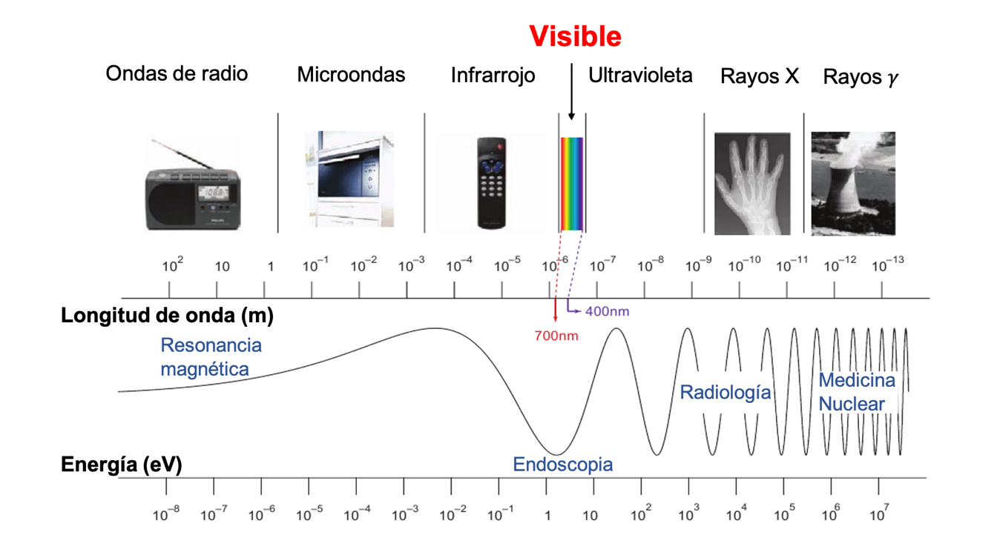 Visible
Ondas de radio
Microondas
Infrarrojo
Ultravioleta
Rayos X
Rayos γ
10² 10 1 10⁻¹ 10⁻² 10⁻³ 10⁻⁴ 10⁻⁵ 10⁻⁶ 10⁻⁷ 10⁻⁸ 10⁻⁹ 10⁻¹⁰ 10⁻¹¹ 10⁻¹² 10⁻¹³
Longitud de onda (m)
400nm
700nm
Resonancia
magnética
Radiología
Medicina
Nuclear
Energía (eV)
Endoscopia
10⁻⁸ 10⁻⁷ 10⁻⁶ 10⁻⁵ 10⁻⁴ 10⁻³ 10⁻² 10⁻¹ 1 10 10² 10³ 10⁴ 10⁵ 10⁶ 10⁷